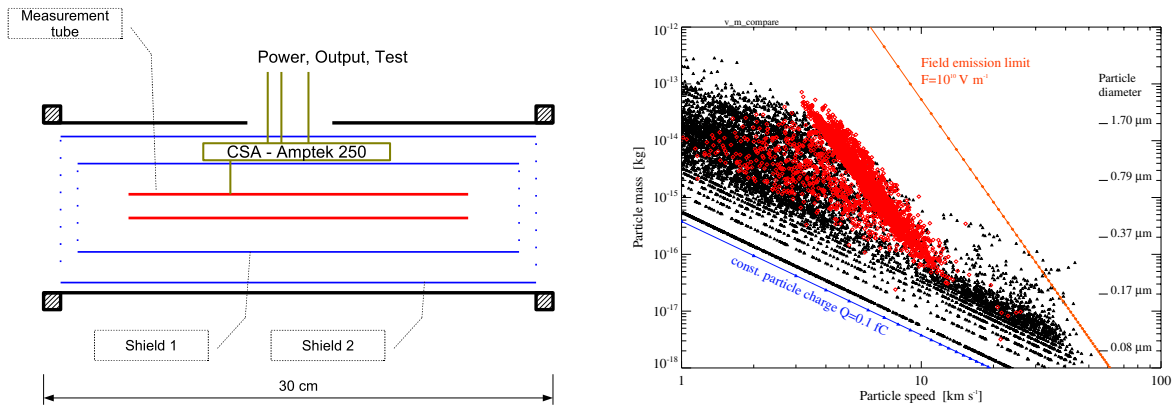 Measurement
tube
Power, Output, Test
CSA - Amptek 250
Shield 1
Shield 2
30 cm
v_m_compare
Field emission limit
F=10¹⁰ V m⁻¹
Particle
diameter
1.70 µm
0.79 µm
0.37 µm
0.17 µm
0.08 µm
const. particle charge Q=0.1 fC
Particle mass [kg]
10⁻¹²
10⁻¹³
10⁻¹⁴
10⁻¹⁵
10⁻¹⁶
10⁻¹⁷
10⁻¹⁸
1
10
100
Particle speed [km s⁻¹]